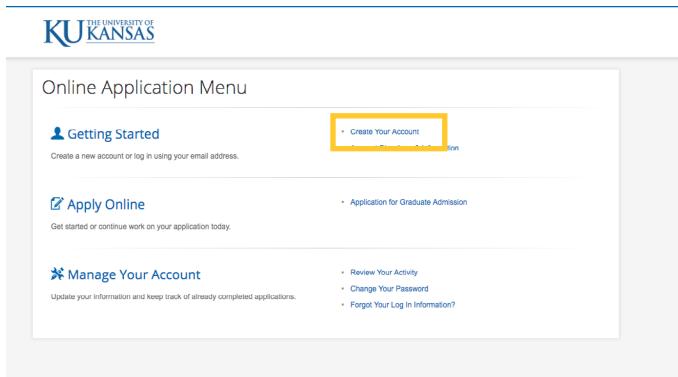 KU THE UNIVERSITY OF
KANSAS
Online Application Menu
Getting Started
Create a new account or log in using your email address.
• Create Your Account
Apply Online
Get started or continue work on your application today.
• Application for Graduate Admission
Manage Your Account
Update your information and keep track of already completed applications.
• Review Your Activity
• Change Your Password
• Forgot Your Log In Information?